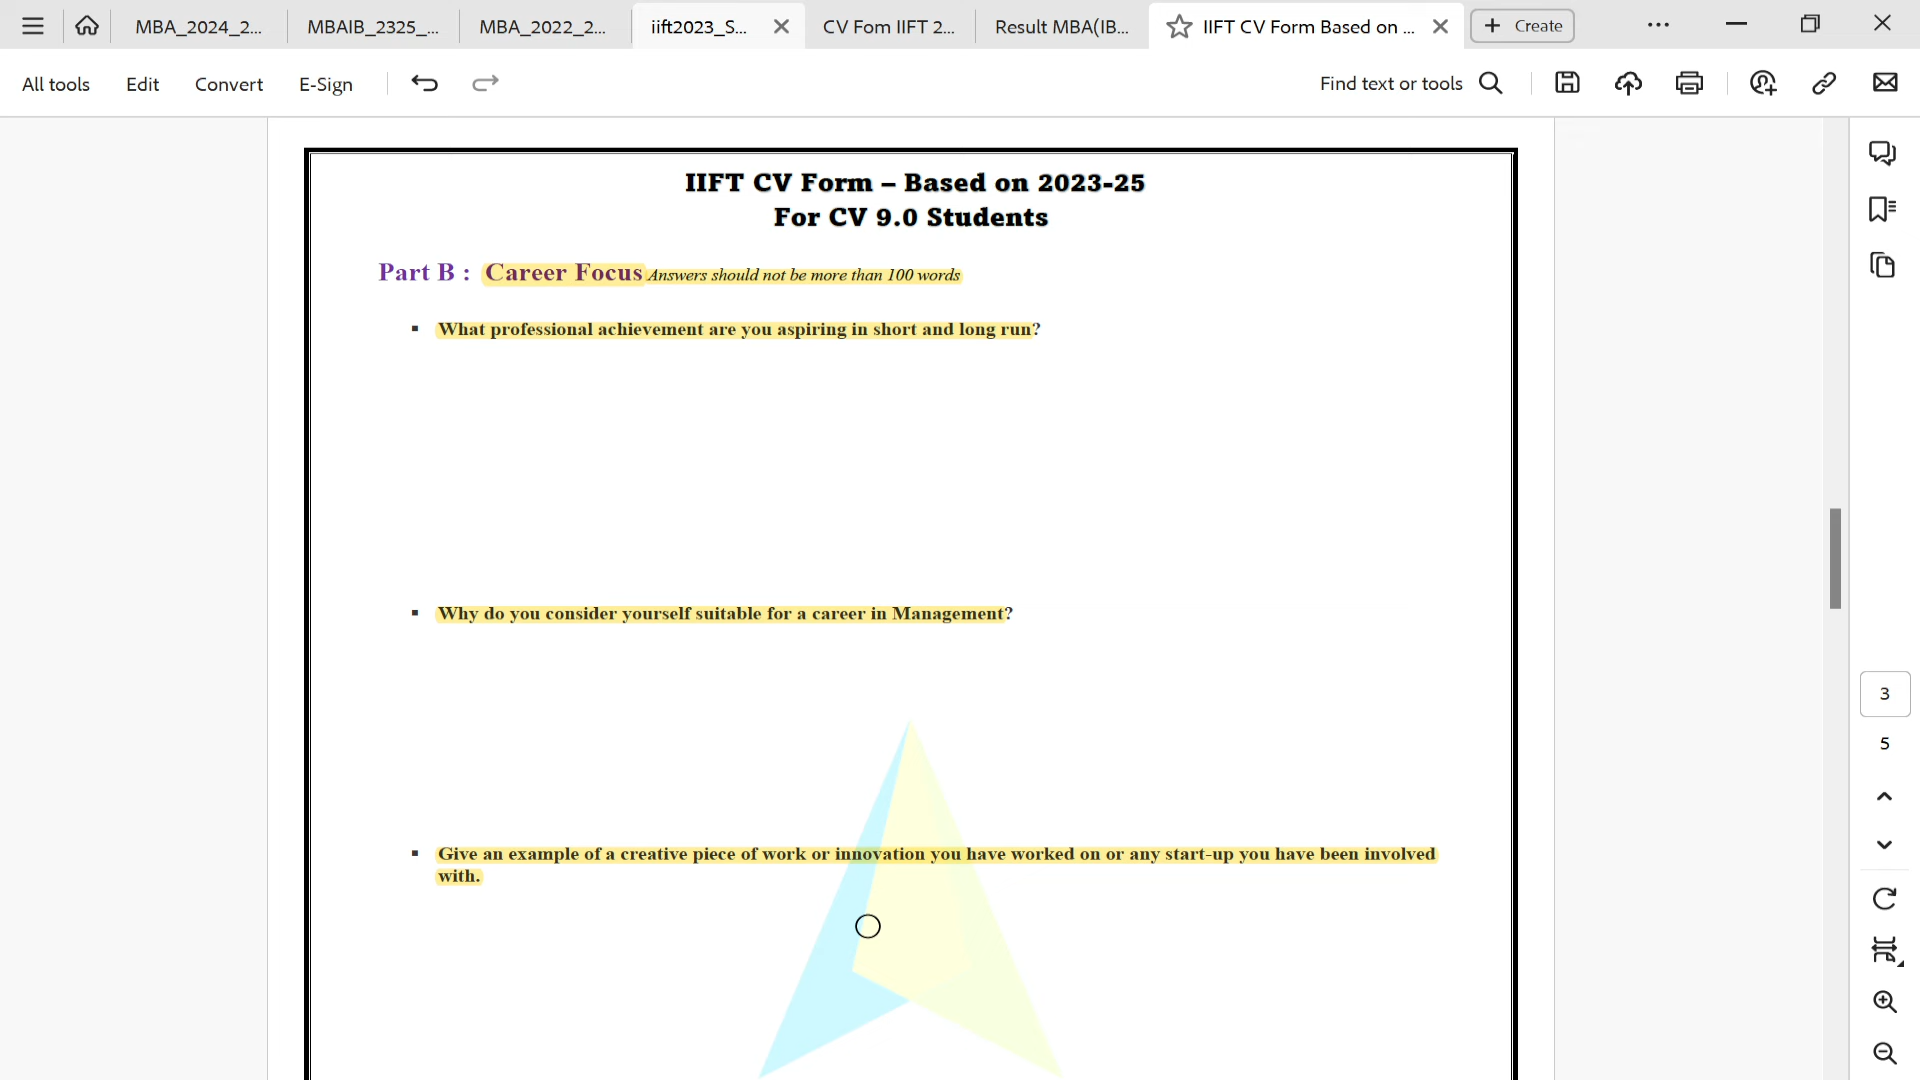 MBA_2024_2...
MBAIB_2325_...
MBA_2022_2...
iift2023_S...
CV Fom IIFT 2...
Result MBA(IB...
IIFT CV Form Based on ...
Create
All tools
Edit
Convert
E-Sign
Find text or tools
IIFT CV Form – Based on 2023-25
For CV 9.0 Students
Part B : Career Focus Answers should not be more than 100 words
▪ What professional achievement are you aspiring in short and long run?
▪ Why do you consider yourself suitable for a career in Management?
▪ Give an example of a creative piece of work or innovation you have worked on or any start-up you have been involved
with.
3
5